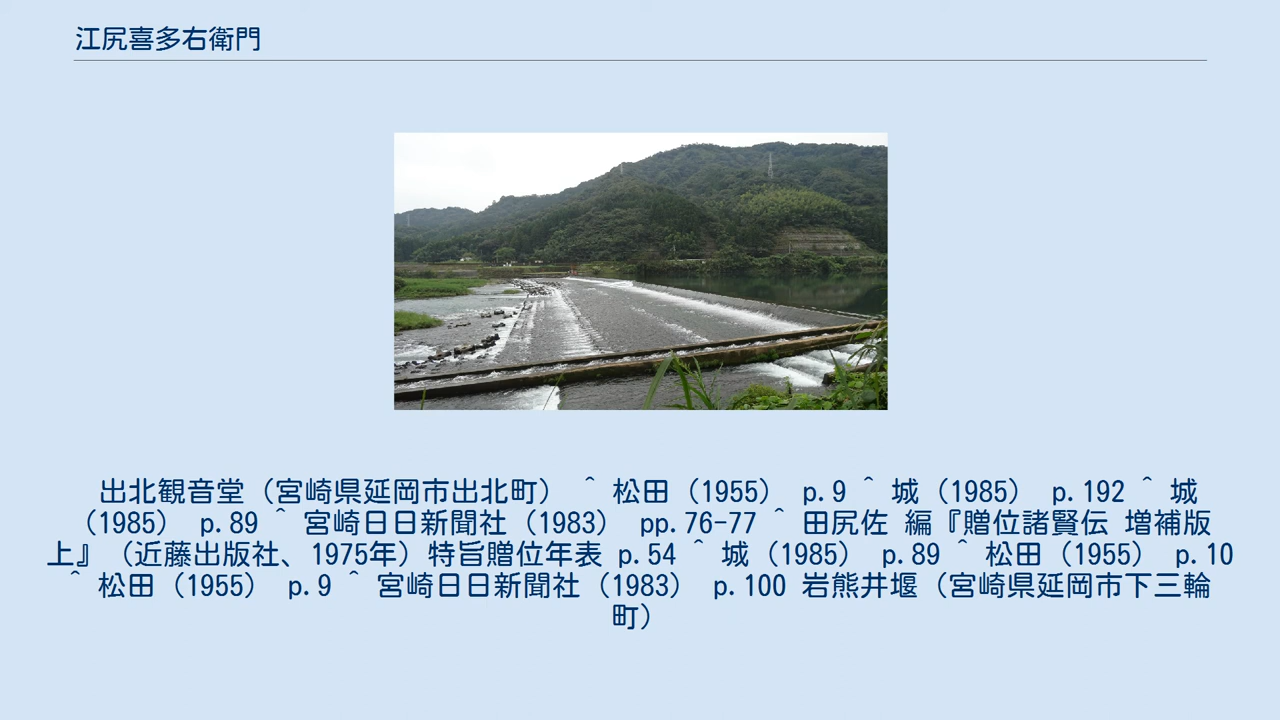 江尻喜多右衛門
出北観音堂（宮崎県延岡市出北町） ^ 松田（1955） p.9 ^ 城（1985） p.192 ^ 城
（1985） p.89 ^ 宮崎日日新聞社（1983） pp.76-77 ^ 田尻佐 編『贈位諸賢伝 増補版
上』（近藤出版社、1975年）特旨贈位年表 p.54 ^ 城（1985） p.89 ^ 松田（1955） p.10
^ 松田（1955） p.9 ^ 宮崎日日新聞社（1983） p.100 岩熊井堰（宮崎県延岡市下三輪
町）